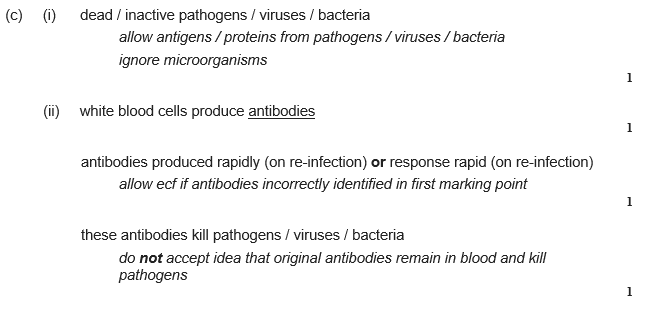 (c) (i) dead / inactive pathogens / viruses / bacteria
allow antigens / proteins from pathogens / viruses / bacteria
ignore microorganisms
1
(ii) white blood cells produce antibodies
1
antibodies produced rapidly (on re-infection) or response rapid (on re-infection)
allow ecf if antibodies incorrectly identified in first marking point
1
these antibodies kill pathogens / viruses / bacteria
do not accept idea that original antibodies remain in blood and kill
pathogens
1